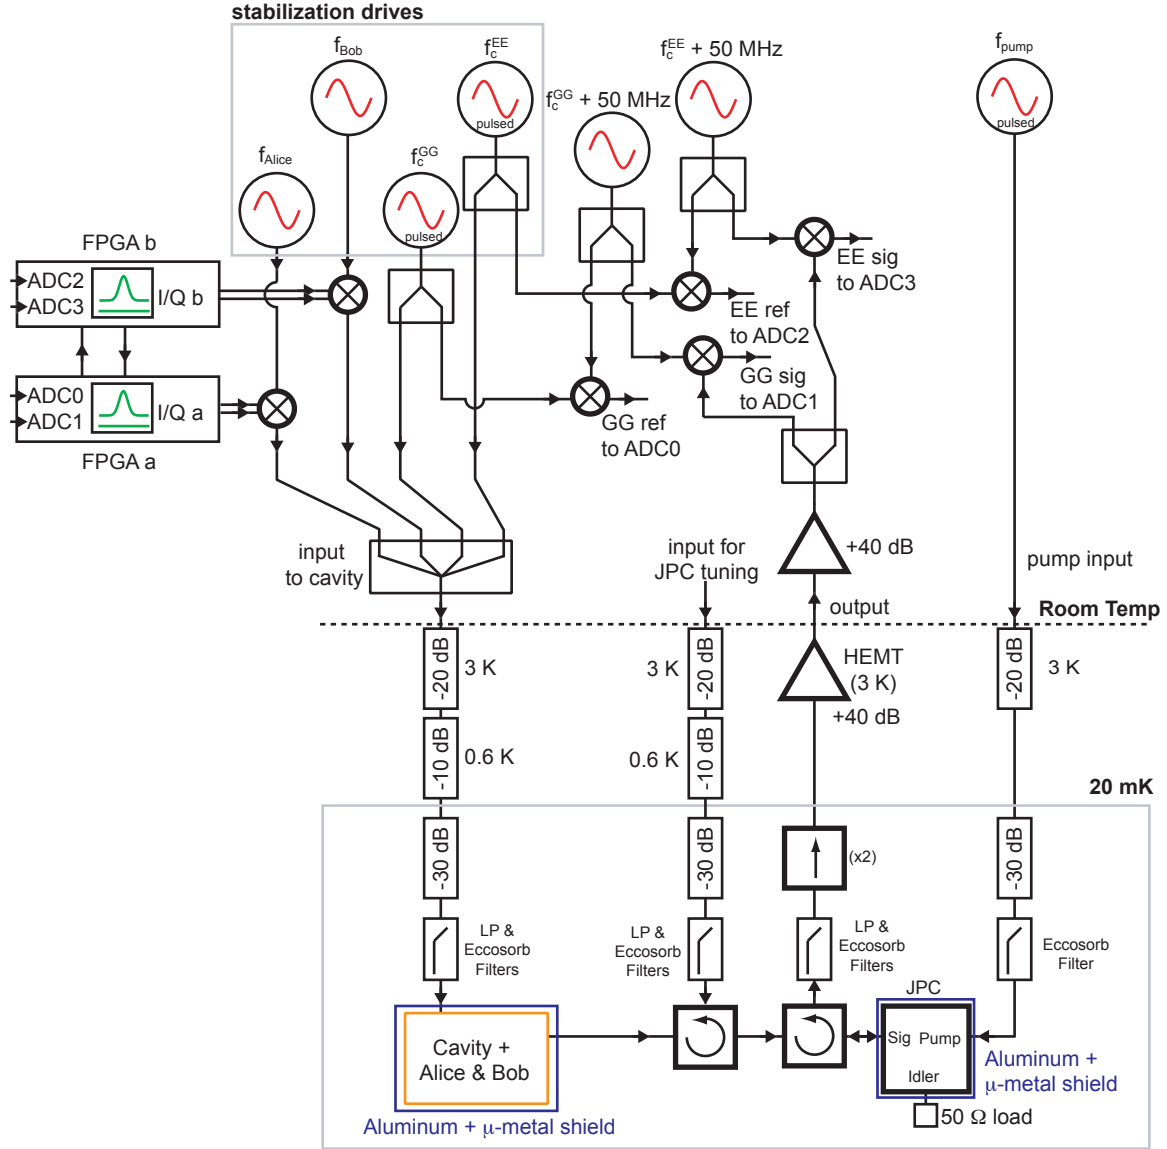 stabilization drives
f_Bob
f_c^EE
pulsed
f_c^EE + 50 MHz
f_pump
pulsed
f_c^GG + 50 MHz
f_Alice
f_c^GG
pulsed
FPGA b
ADC2
ADC3
I/Q b
EE sig
to ADC3
EE ref
to ADC2
ADC0
ADC1
I/Q a
FPGA a
GG sig
to ADC1
GG ref
to ADC0
input
to cavity
input for
JPC tuning
+40 dB
output
pump input
Room Temp
-20 dB
3 K
-10 dB
0.6 K
-30 dB
3 K
-20 dB
0.6 K
-10 dB
-30 dB
HEMT
(3 K)
+40 dB
-20 dB
3 K
20 mK
(x2)
-30 dB
LP &
Eccosorb
Filters
LP &
Eccosorb
Filters
LP &
Eccosorb
Filters
Eccosorb
Filter
JPC
Cavity +
Alice & Bob
Sig Pump
Idler
Aluminum + μ-metal shield
Aluminum +
μ-metal shield
50 Ω load